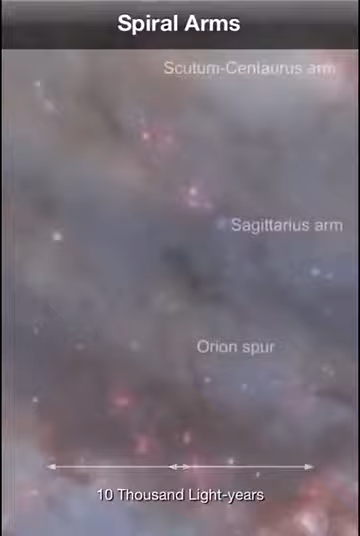 Spiral Arms
Scutum-Centaurus arm
Sagittarius arm
Orion spur
10 Thousand Light-years